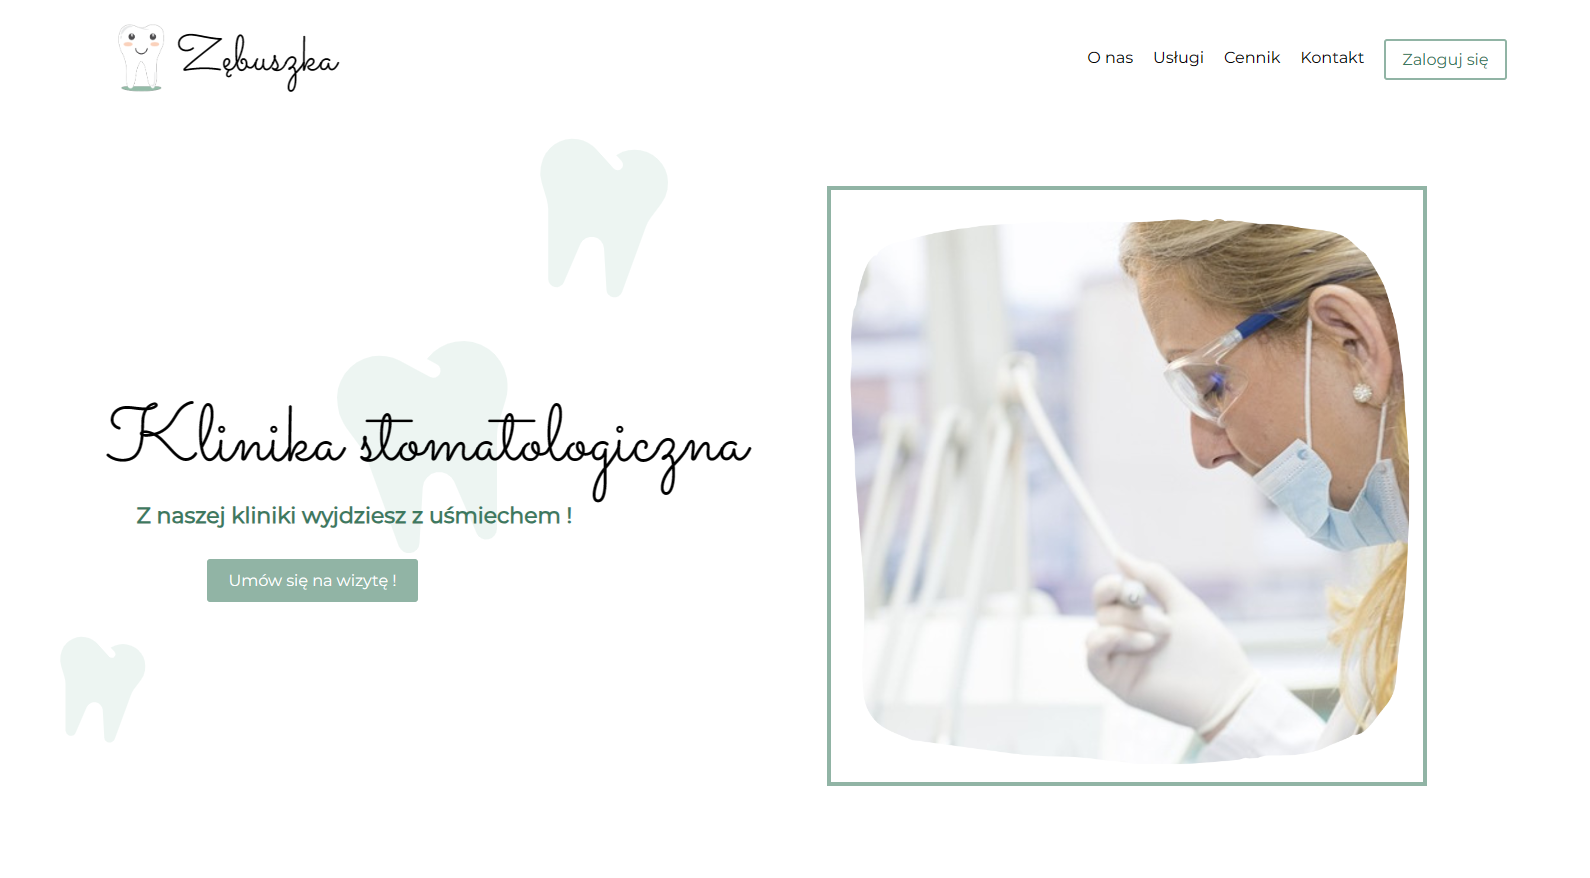 Zębuszka
O nas
Usługi
Cennik
Kontakt
Zaloguj się
Klinika stomatologiczna
Z naszej kliniki wyjdziesz z uśmiechem !
Umów się na wizytę !